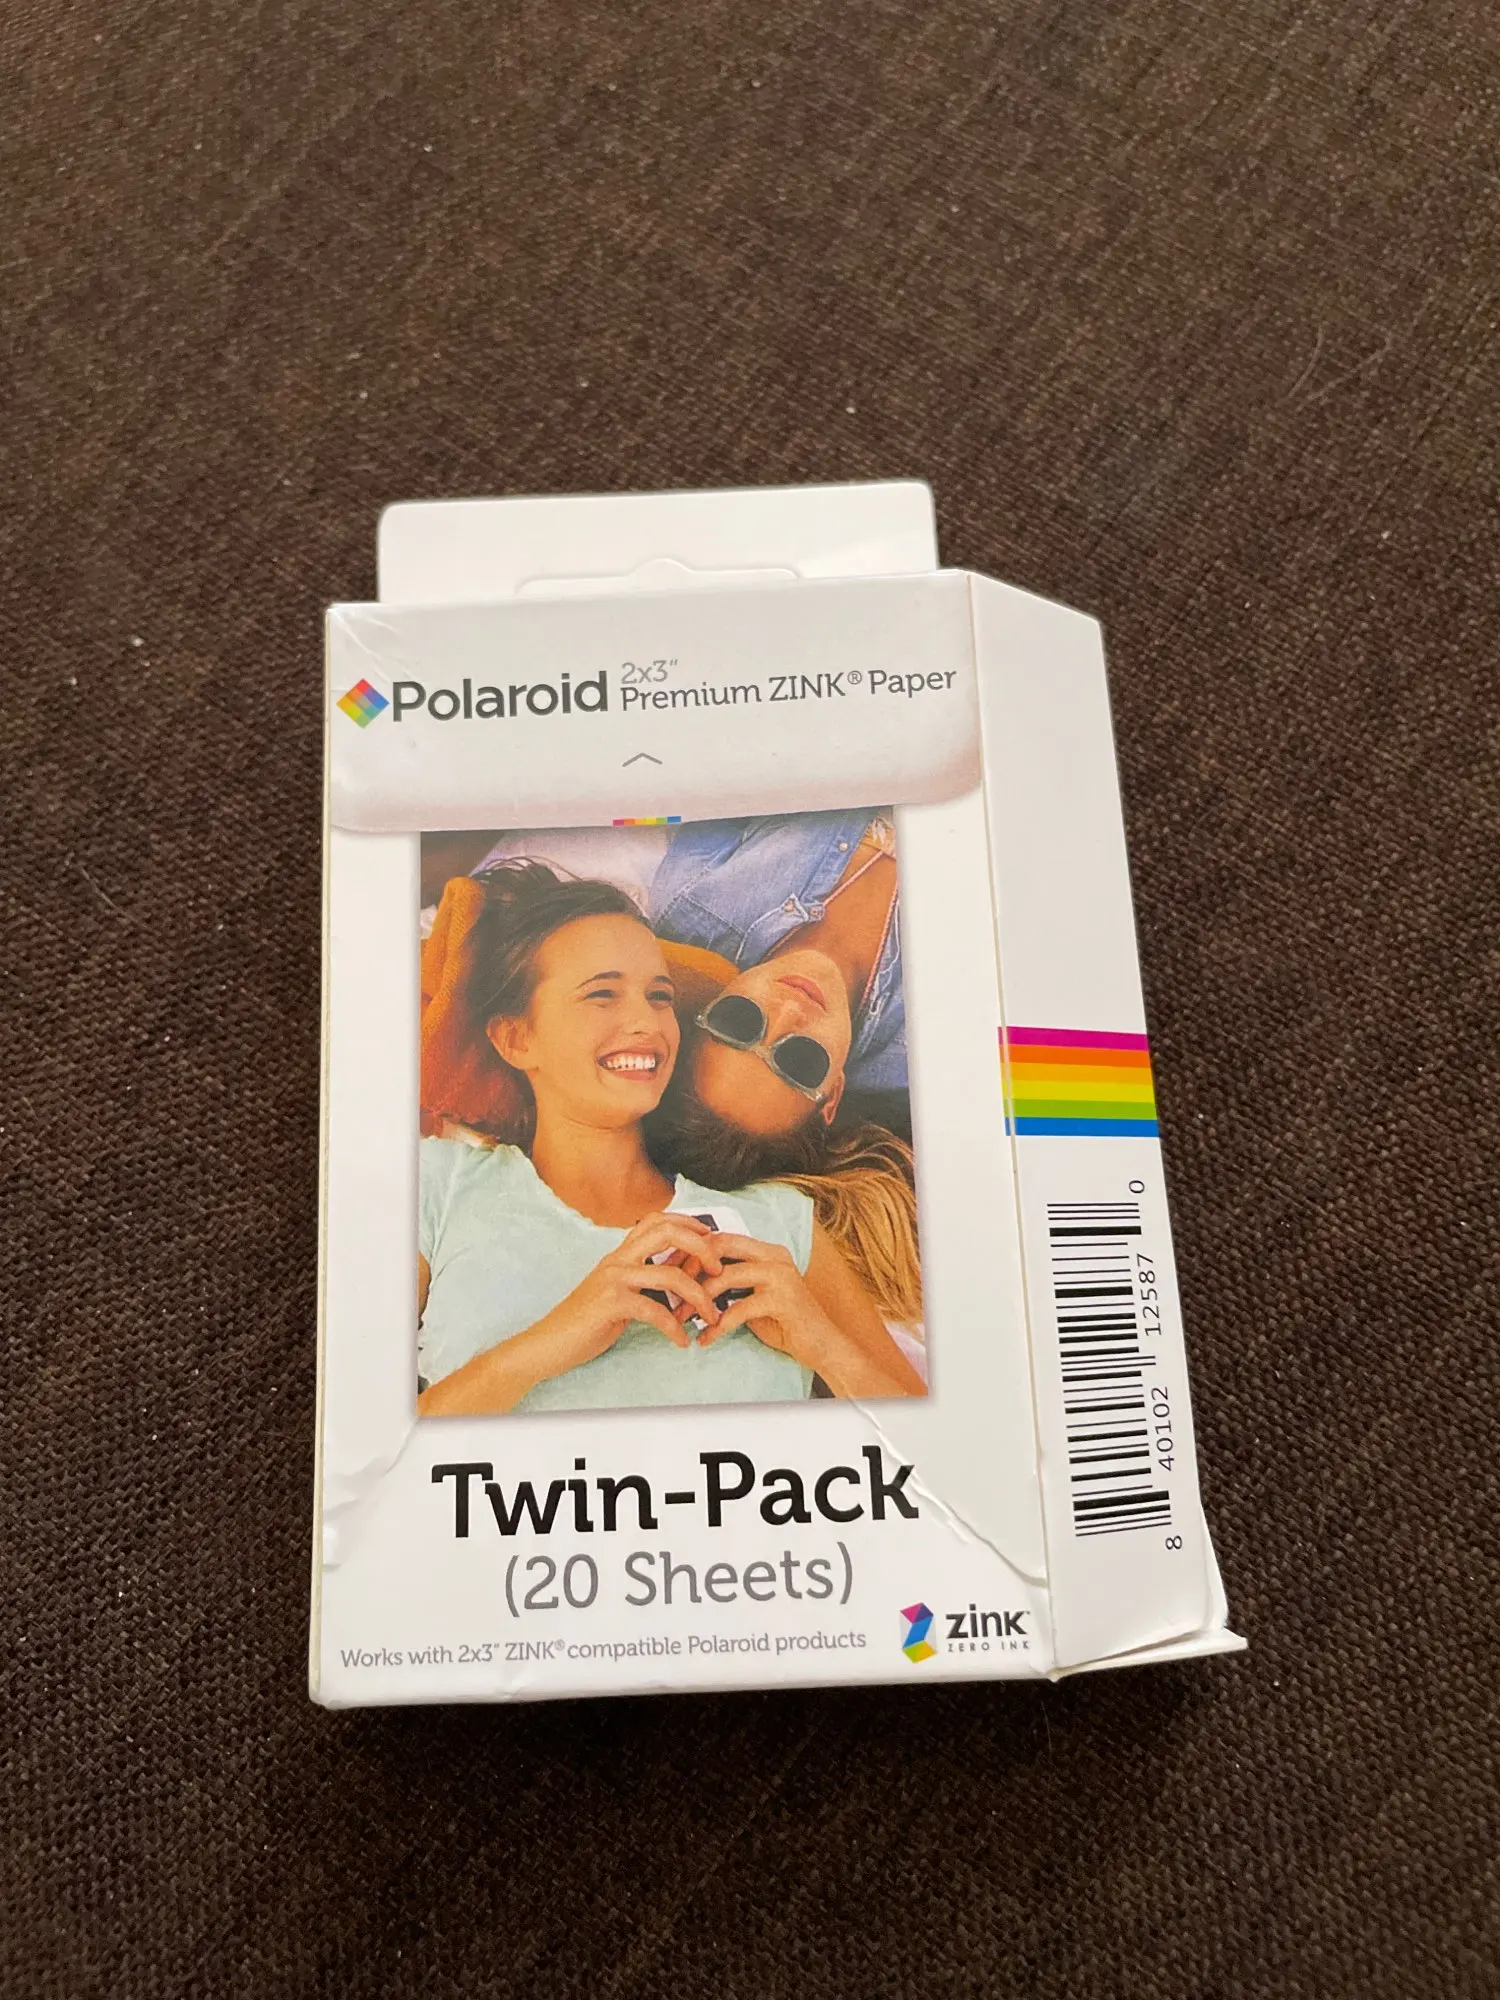 Polaroid 2x3"
Premium ZINK® Paper
Twin-Pack
(20 Sheets)
Works with 2x3" ZINK® compatible Polaroid products
zink™
ZERO INK
8 40102 12587 0